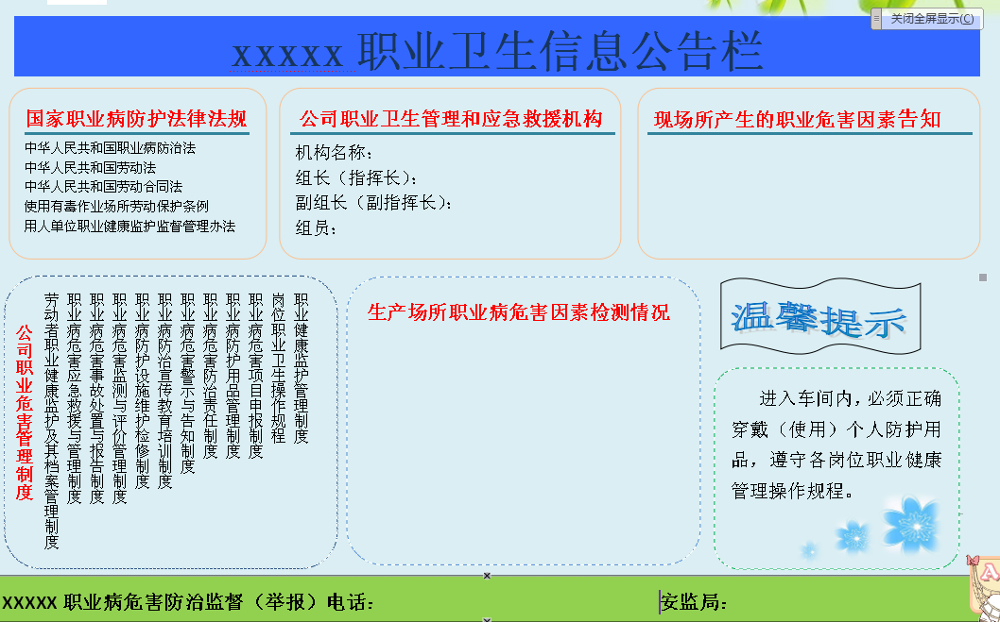 关闭全屏显示(C)
xxxxx 职业卫生信息公告栏
国家职业病防护法律法规
中华人民共和国职业病防治法
中华人民共和国劳动法
中华人民共和国劳动合同法
使用有毒作业场所劳动保护条例
用人单位职业健康监护监督管理办法
公司职业卫生管理和应急救援机构
机构名称：
组长（指挥长）：
副组长（副指挥长）：
组员：
现场所产生的职业危害因素告知
公司职业危害管理制度
劳动者职业健康监护及其档案管理制度
职业病危害应急救援与管理制度
职业病危害事故处置与报告制度
职业病危害监测与评价管理制度
职业病防护设施维护检修制度
职业病防治宣传教育培训制度
职业病危害警示与告知制度
职业病危害防治责任制度
职业病防护用品管理制度
职业病危害项目申报制度
岗位职业卫生操作规程
职业健康监护管理制度
生产场所职业病危害因素检测情况
温馨提示
进入车间内，必须正确
穿戴（使用）个人防护用
品，遵守各岗位职业健康
管理操作规程。
XXXXX 职业病危害防治监督（举报）电话：
安监局：
A